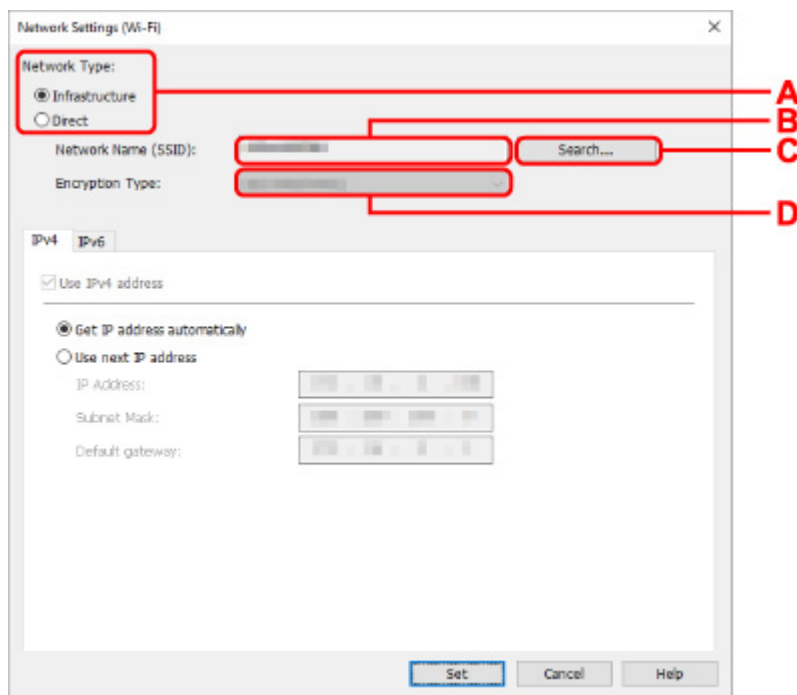 Network Settings (Wi-Fi)
Network Type:
Infrastructure
A
Direct
B
Network Name (SSID):
Search...
C
Encryption Type:
D
IPv4 IPv6
Use IPv4 address
Get IP address automatically
Use next IP address
IP Address:
Subnet Mask:
Default gateway:
Set Cancel Help